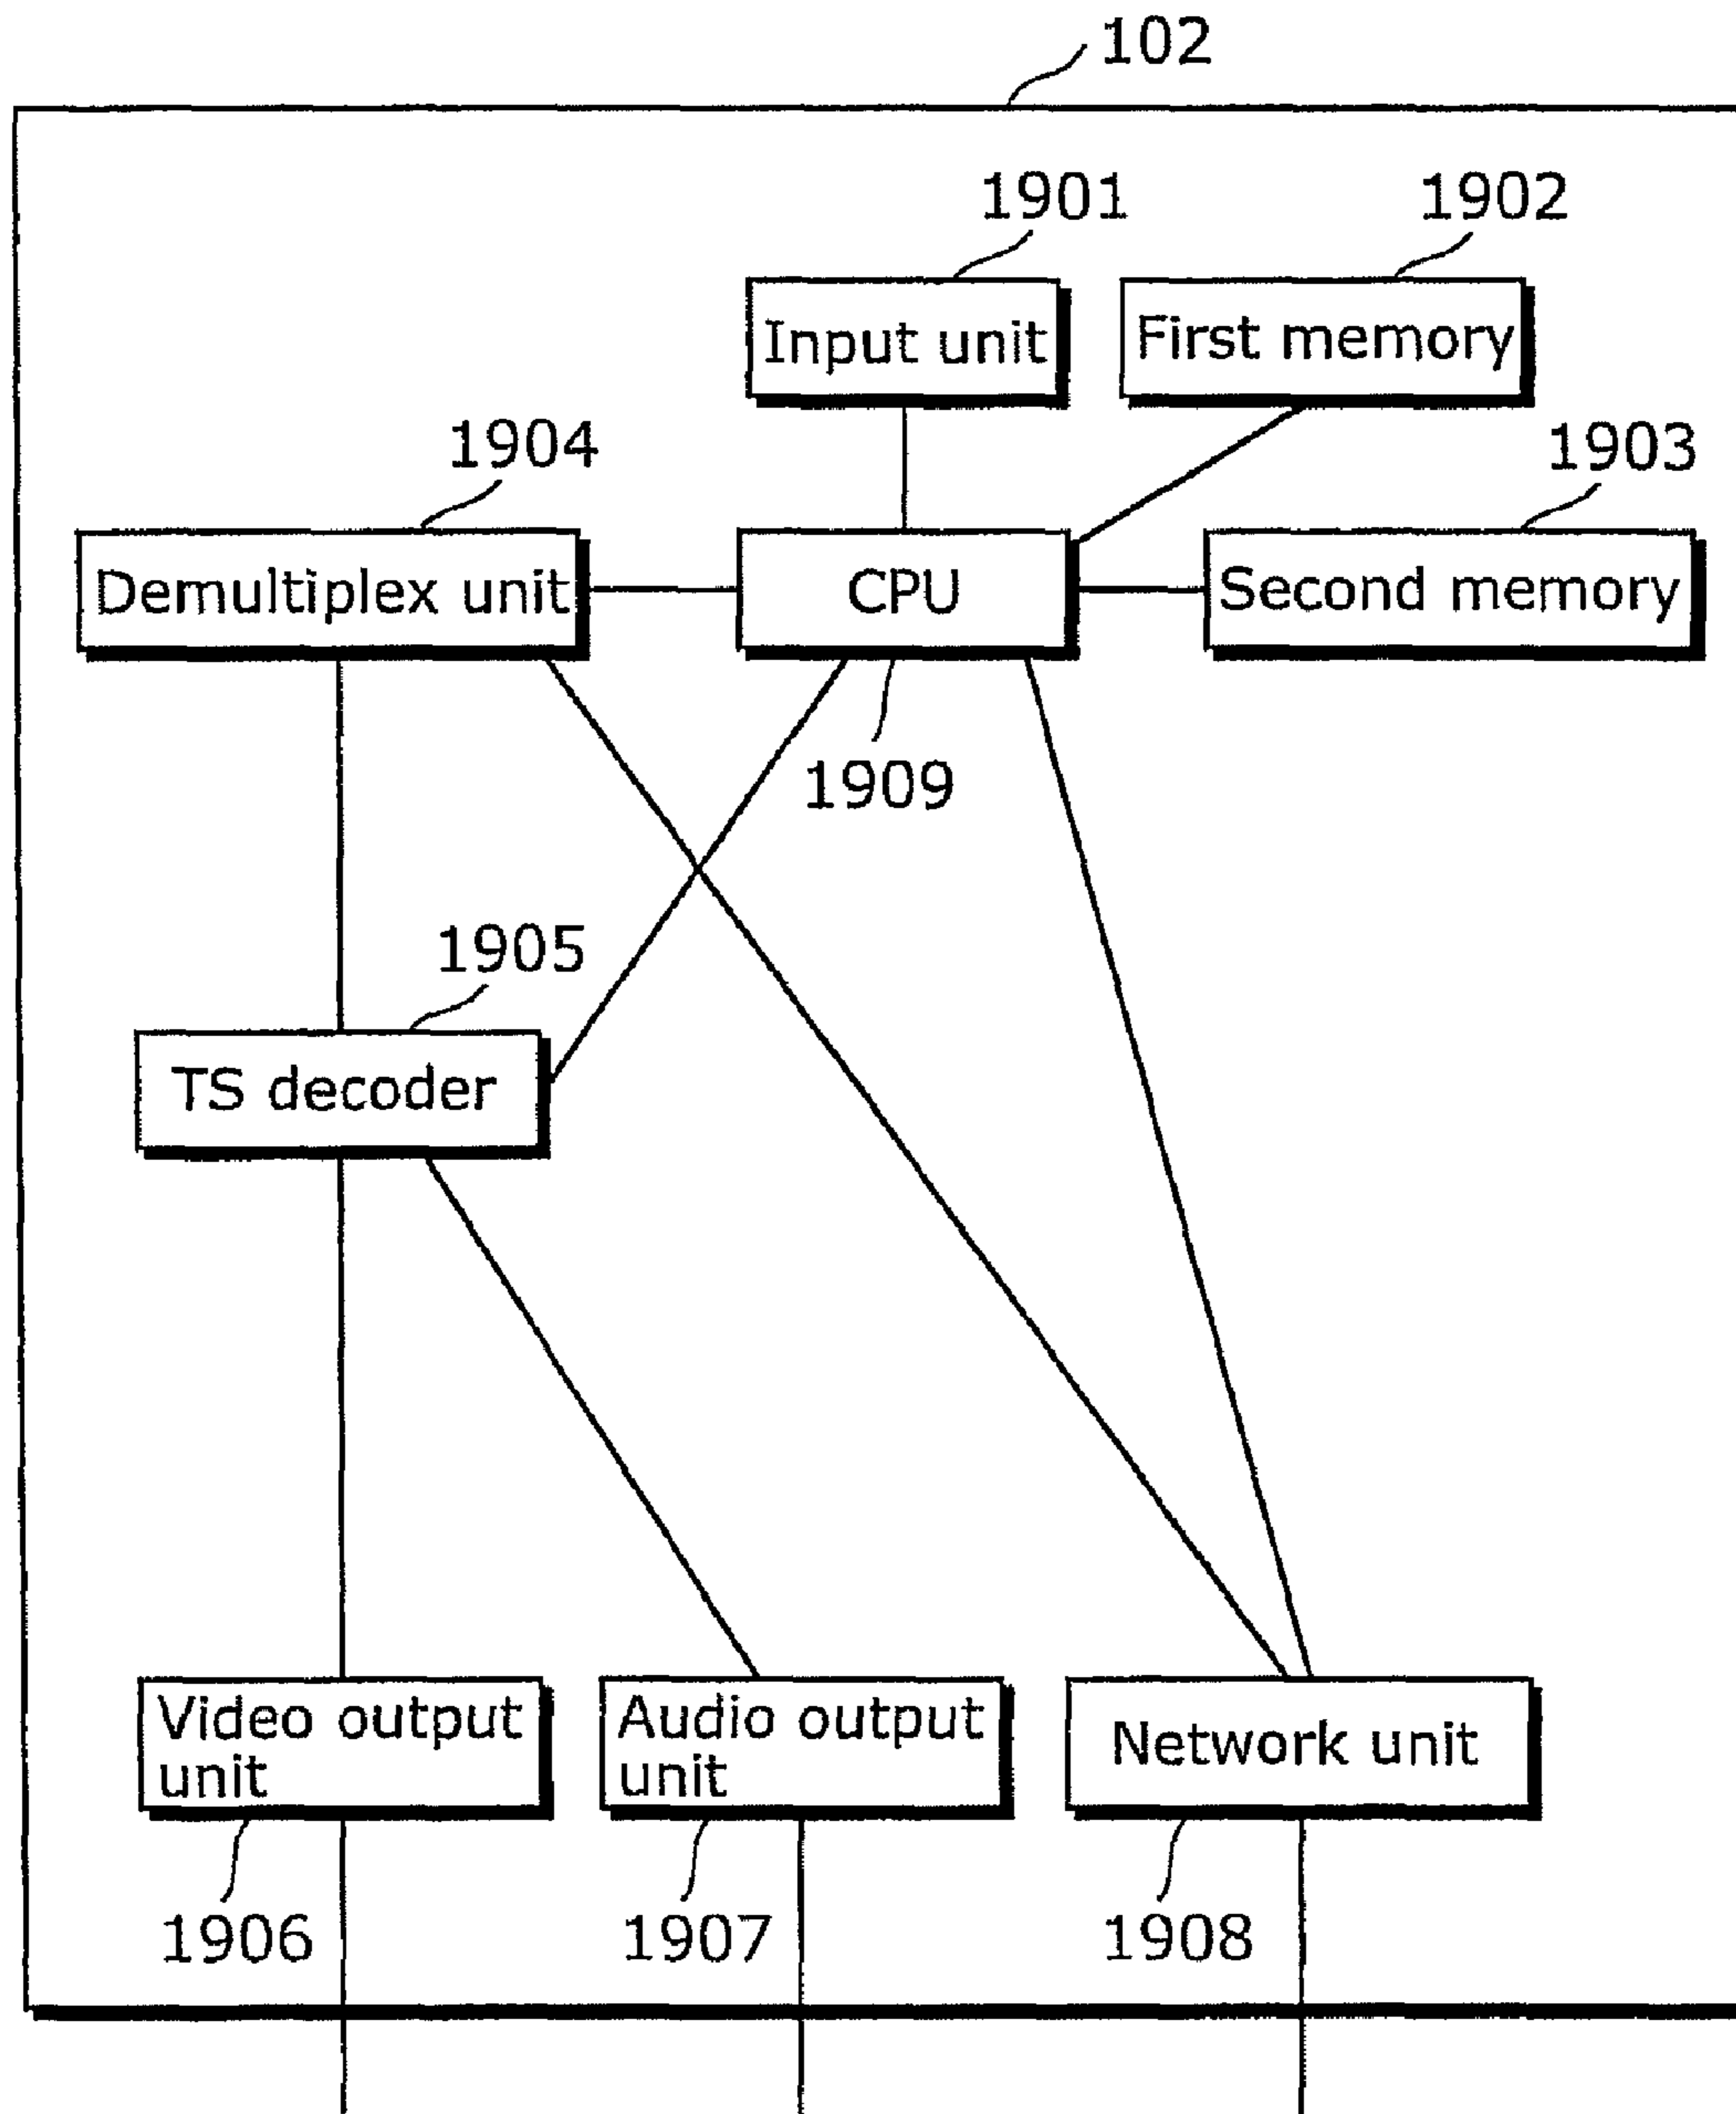 102
1901
1902
Input unit
First memory
1904
1903
Demultiplex unit
CPU
Second memory
1909
1905
TS decoder
Video output
unit
Audio output
unit
Network unit
1906
1907
1908